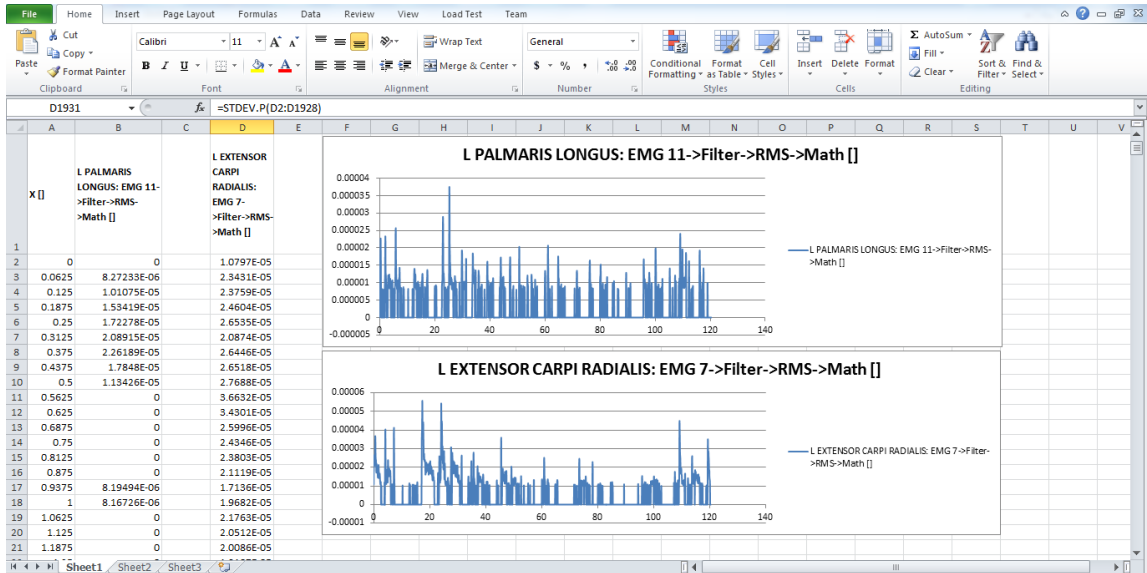 File Home Insert Page Layout Formulas Data Review View Load Test Team
Cut
Copy
Format Painter
Paste
Clipboard
Calibri 11
B I U
Font
Wrap Text
Merge & Center
Alignment
General
$ % ,
Number
Conditional Formatting
Format as Table
Cell Styles
Styles
Insert Delete Format
Cells
AutoSum
Fill
Clear
Sort & Filter
Find & Select
Editing
D1931 fx =STDEV.P(D2:D1928)
A B C D E F G H I J K L M N O P Q R S T U V
1 X []
L PALMARIS
LONGUS: EMG 11-
>Filter->RMS-
>Math []
L EXTENSOR
CARPI
RADIALIS:
EMG 7-
>Filter->RMS-
>Math []
2 0 0 1.0797E-05
3 0.0625 8.27233E-06 2.3431E-05
4 0.125 1.01075E-05 2.3759E-05
5 0.1875 1.53419E-05 2.4604E-05
6 0.25 1.72278E-05 2.6535E-05
7 0.3125 2.08915E-05 2.0874E-05
8 0.375 2.26189E-05 2.6446E-05
9 0.4375 1.7848E-05 2.6518E-05
10 0.5 1.13426E-05 2.7688E-05
11 0.5625 0 3.6632E-05
12 0.625 0 3.4301E-05
13 0.6875 0 2.5996E-05
14 0.75 0 2.4346E-05
15 0.8125 0 2.3803E-05
16 0.875 0 2.1119E-05
17 0.9375 8.19494E-06 1.7136E-05
18 1 8.16726E-06 1.9682E-05
19 1.0625 0 2.1763E-05
20 1.125 0 2.0512E-05
21 1.1875 0 2.0086E-05
L PALMARIS LONGUS: EMG 11->Filter->RMS->Math []
0.00004
0.000035
0.00003
0.000025
0.00002
0.000015
0.00001
0.000005
0
-0.000005
0 20 40 60 80 100 120 140
L PALMARIS LONGUS: EMG 11->Filter->RMS-
>Math []
L EXTENSOR CARPI RADIALIS: EMG 7->Filter->RMS->Math []
0.00006
0.00005
0.00004
0.00003
0.00002
0.00001
0
-0.00001
0 20 40 60 80 100 120 140
L EXTENSOR CARPI RADIALIS: EMG 7->Filter-
>RMS->Math []
Sheet1 Sheet2 Sheet3